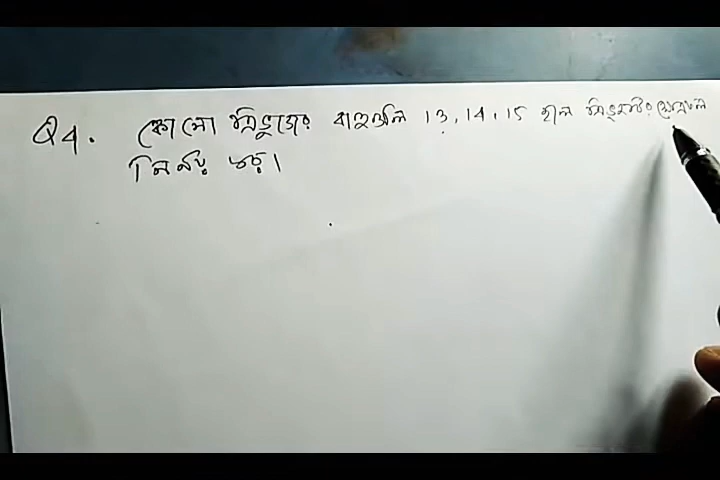 Q4. কোনো ত্রিভুজের বাহুগুলি 13, 14, 15 হলে ত্রিভুজটির ক্ষেত্রফল
নির্ণয় কর।